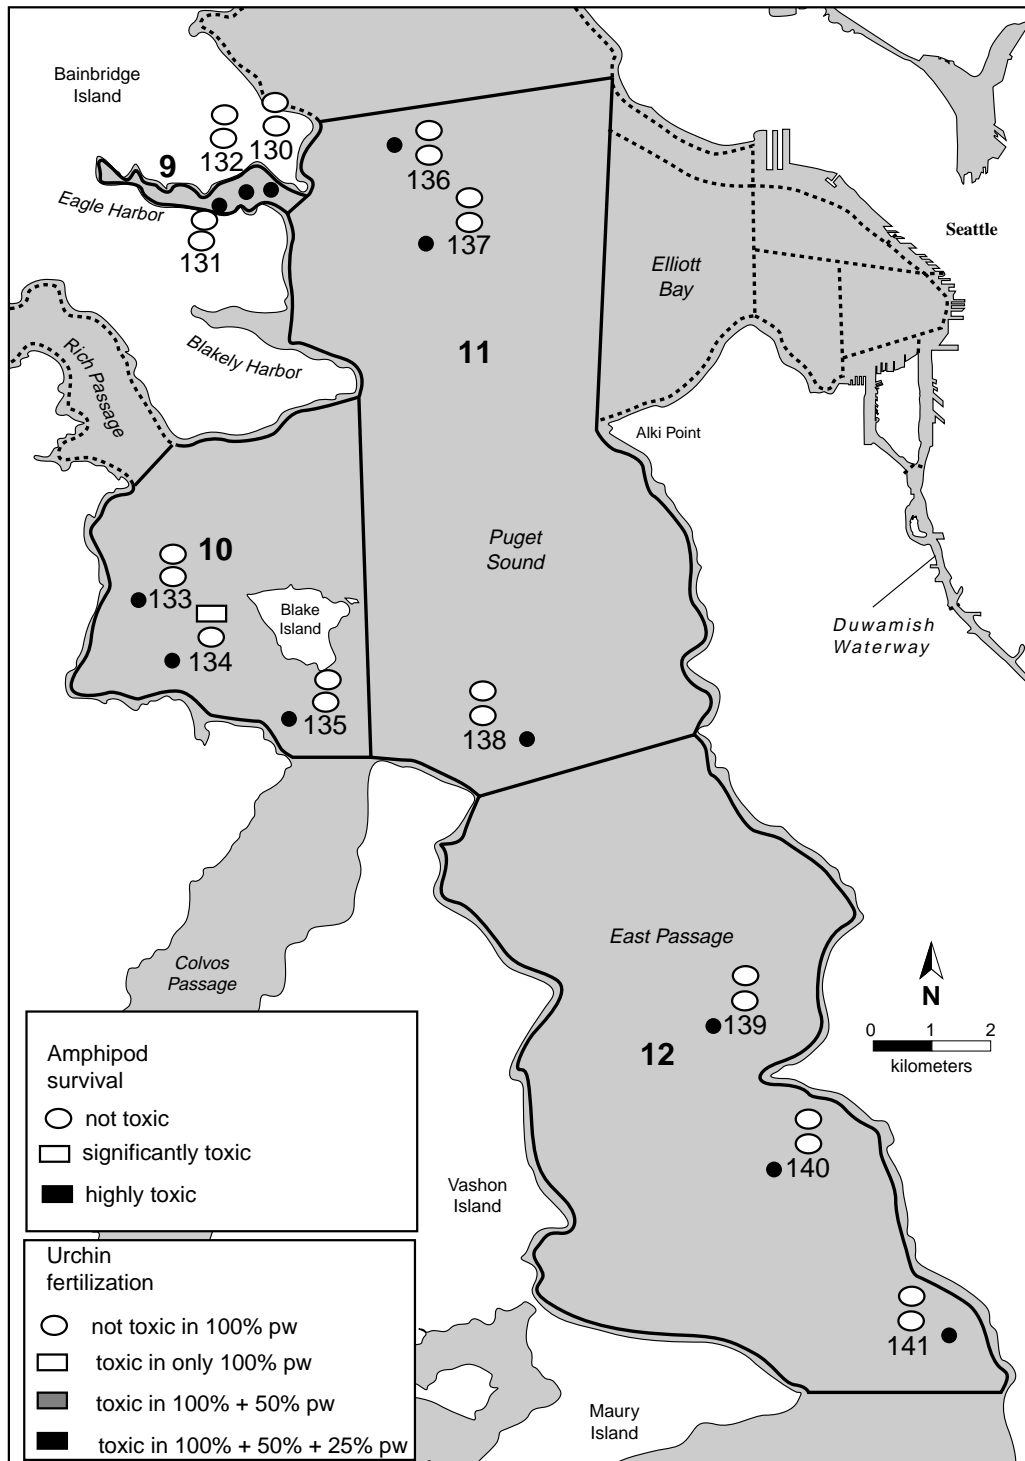 Bainbridge
Island
132
130
9
Eagle Harbor
131
136
137
Elliott
Bay
Seattle
Blakely Harbor
Rich Passage
11
Alki Point
Puget
Sound
10
133
134
Blake
Island
135
138
Duwamish
Waterway
East Passage
Colvos
Passage
139
12
N
0 1 2
kilometers
140
Vashon
Island
141
Maury
Island
Amphipod
survival
not toxic
significantly toxic
highly toxic
Urchin
fertilization
not toxic in 100% pw
toxic in only 100% pw
toxic in 100% + 50% pw
toxic in 100% + 50% + 25% pw